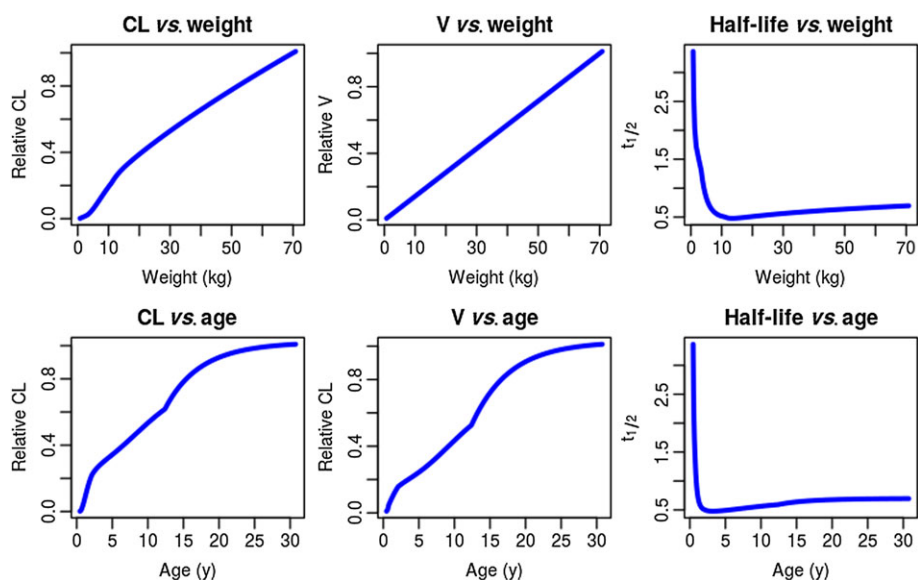 CL vs. weight
Relative CL
0.0 0.4 0.8
0 10 30 50 70
Weight (kg)
V vs. weight
Relative V
0.0 0.4 0.8
0 10 30 50 70
Weight (kg)
Half-life vs. weight
t1/2
0.5 1.5 2.5
0 10 30 50 70
Weight (kg)
CL vs. age
Relative CL
0.0 0.4 0.8
0 5 10 15 20 25 30
Age (y)
V vs. age
Relative CL
0.0 0.4 0.8
0 5 10 15 20 25 30
Age (y)
Half-life vs. age
t1/2
0.5 1.5 2.5
0 5 10 15 20 25 30
Age (y)